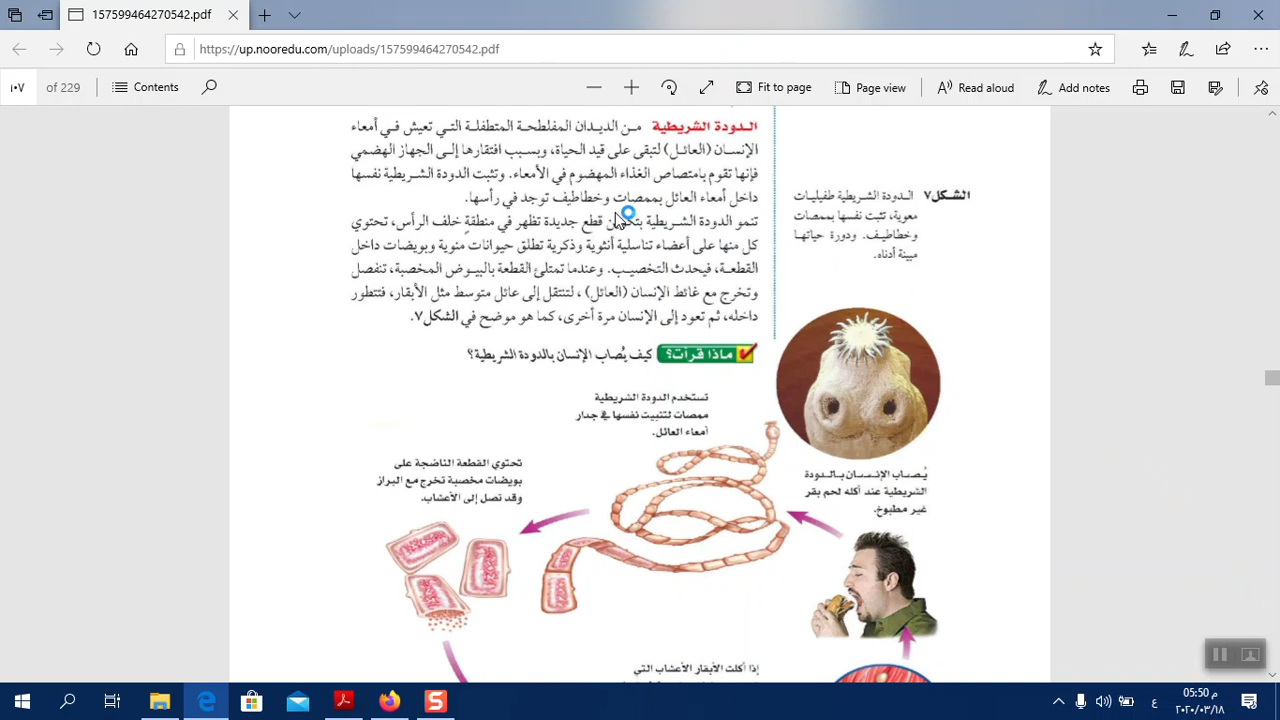 157599464270542.pdf
https://up.nooredu.com/uploads/157599464270542.pdf
١٠٧ of 229
Contents
Fit to page
Page view
Read aloud
Add notes
الدودة الشريطية من الديدان المفلطحة المتطفلة التي تعيش في أمعاء
الإنسان (العائل) لتبقى على قيد الحياة، وبسبب افتقارها إلى الجهاز الهضمي
فإنها تقوم بامتصاص الغذاء المهضوم في الأمعاء. وتثبت الدودة الشريطية نفسها
داخل أمعاء العائل بممصات وخطاطيف توجد في رأسها.
تنمو الدودة الشريطية بتكوين قطع جديدة تظهر في منطقةٍ خلف الرأس، تحتوي
كل منها على أعضاء تناسلية أنثوية وذكرية تطلق حيوانات منوية وبويضات داخل
القطعة، فيحدث التخصيب. وعندما تمتلئ القطعة بالبيوض المخصبة، تنفصل
وتخرج مع غائط الإنسان (العائل) ، لتنتقل إلى عائل متوسط مثل الأبقار، فتتطور
داخله، ثم تعود إلى الإنسان مرة أخرى، كما هو موضح في الشكل٧.
الشكل٧ الدودة الشريطية طفيليات
معوية، تثبت نفسها بممصات
وخطاطيف. ودورة حياتها
مبينة أدناه.
ماذا قرأت؟ كيف يُصاب الإنسان بالدودة الشريطية؟
تستخدم الدودة الشريطية
ممصات لتثبيت نفسها في جدار
أمعاء العائل.
تحتوي القطعة الناضجة على
بويضات مخصبة تخرج مع البراز
وقد تصل إلى الأعشاب.
يُصاب الإنسان بالدودة
الشريطية عند أكله لحم بقر
غير مطبوخ.
إذا أكلت الأبقار الأعشاب التي
ع
05:50 م
٢٠٢٠/٠٣/١٨